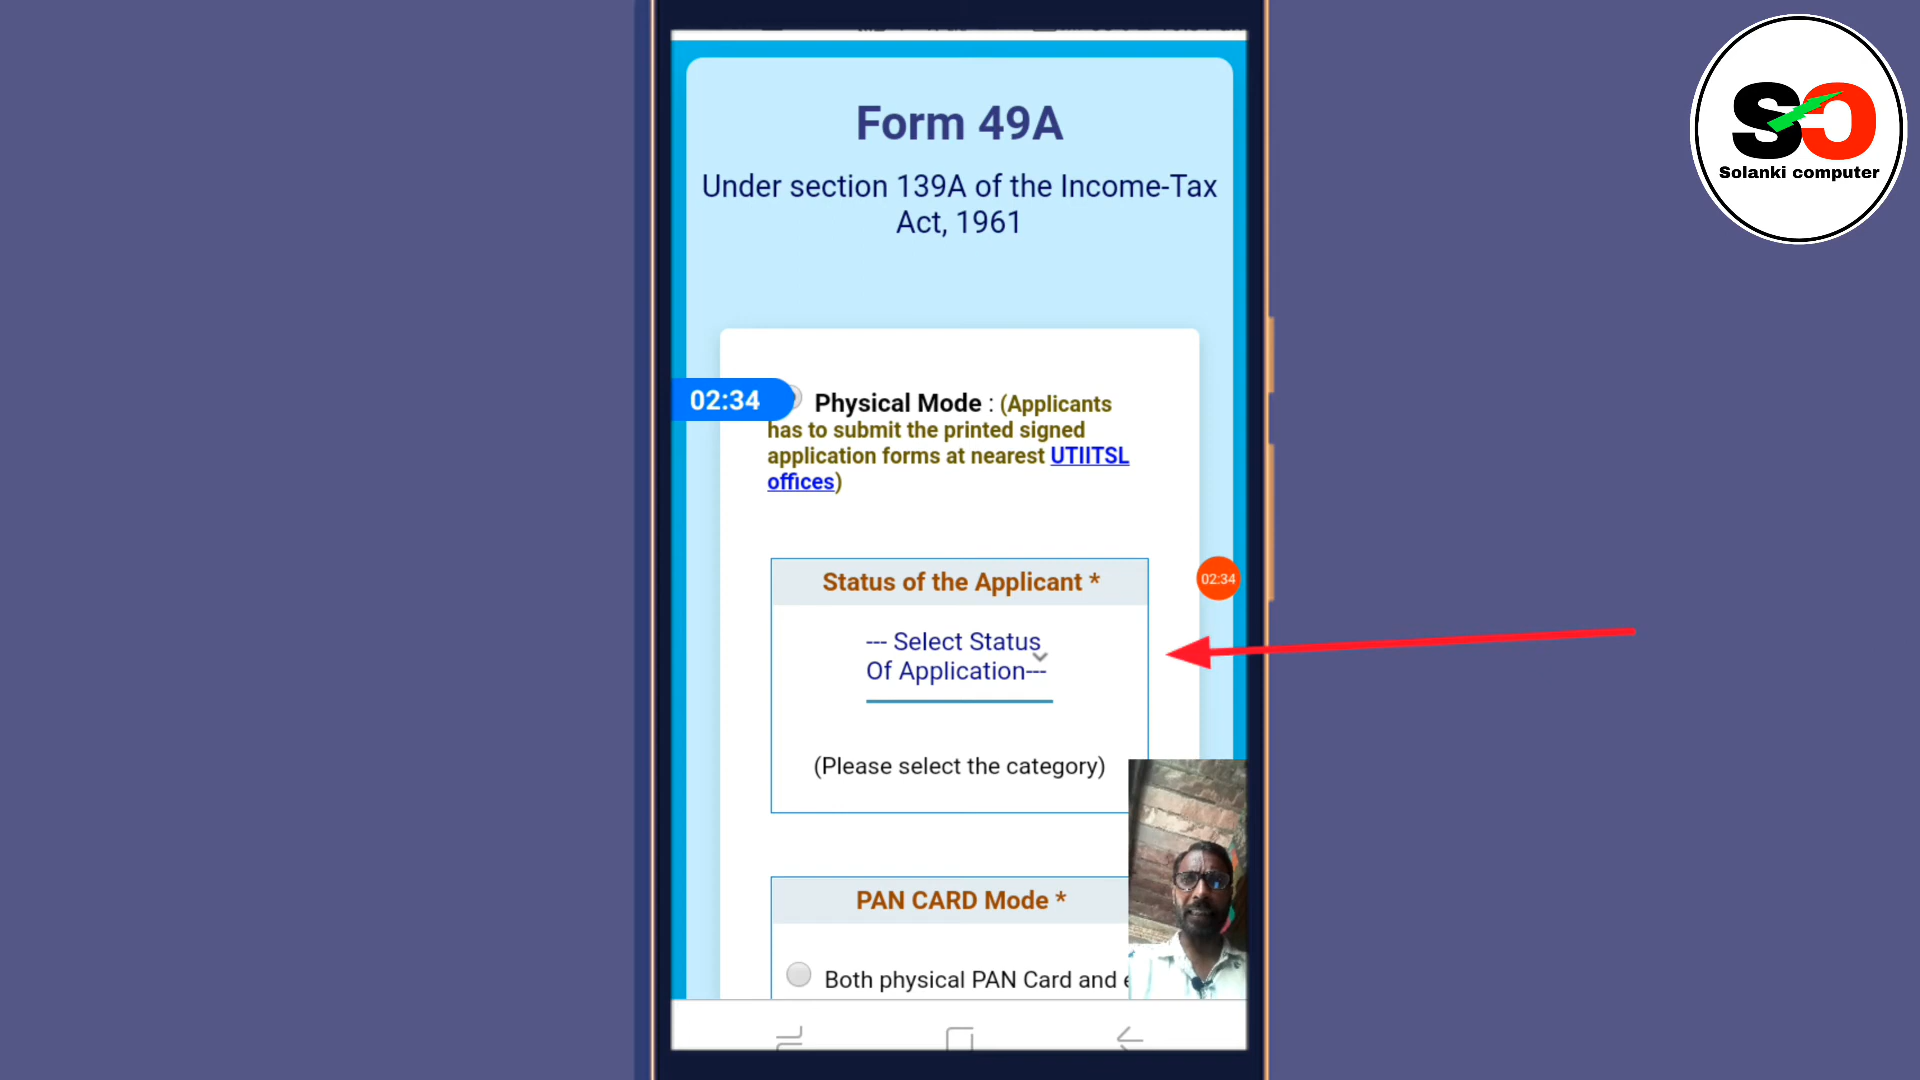 Form 49A
Under section 139A of the Income-Tax
Act, 1961
02:34
Physical Mode : (Applicants
has to submit the printed signed
application forms at nearest UTIITSL
offices)
Status of the Applicant *
02:34
--- Select Status
Of Application---
(Please select the category)
PAN CARD Mode *
Both physical PAN Card and
SC
Solanki computer